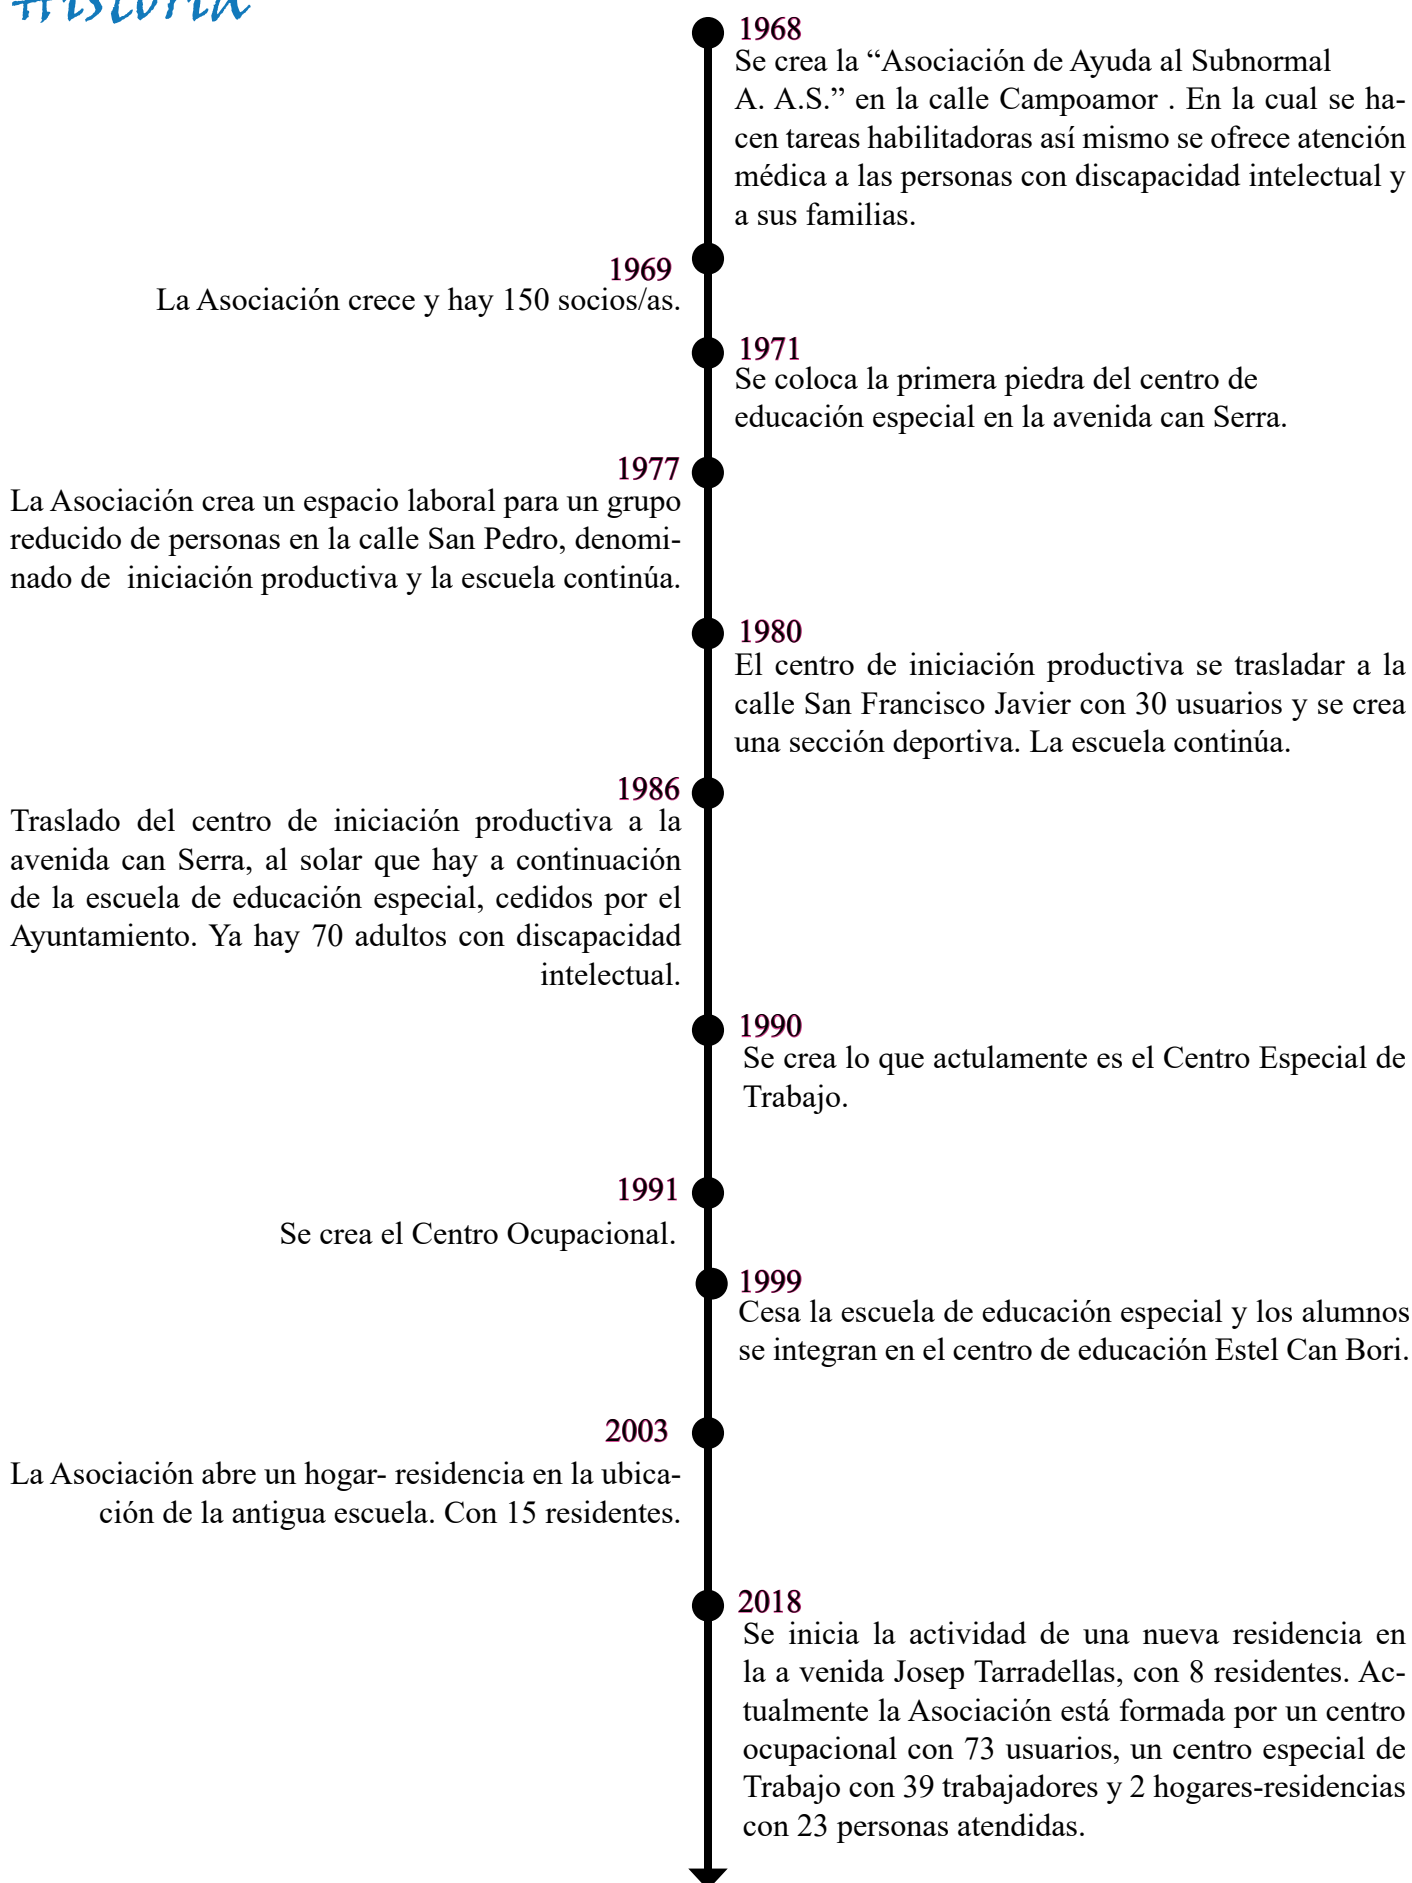 Historia
1968
Se crea la “Asociación de Ayuda al Subnormal
A. A.S.” en la calle Campoamor . En la cual se ha-
cen tareas habilitadoras así mismo se ofrece atención
médica a las personas con discapacidad intelectual y
a sus familias.
1969
La Asociación crece y hay 150 socios/as.
1971
Se coloca la primera piedra del centro de
educación especial en la avenida can Serra.
1977
La Asociación crea un espacio laboral para un grupo
reducido de personas en la calle San Pedro, denomi-
nado de  iniciación productiva y la escuela continúa.
1980
El centro de iniciación productiva se trasladar a la
calle San Francisco Javier con 30 usuarios y se crea
una sección deportiva. La escuela continúa.
1986
Traslado del centro de iniciación productiva a la
avenida can Serra, al solar que hay a continuación
de la escuela de educación especial, cedidos por el
Ayuntamiento. Ya hay 70 adultos con discapacidad
intelectual.
1990
Se crea lo que actulamente es el Centro Especial de
Trabajo.
1991
Se crea el Centro Ocupacional.
1999
Cesa la escuela de educación especial y los alumnos
se integran en el centro de educación Estel Can Bori.
2003
La Asociación abre un hogar- residencia en la ubica-
ción de la antigua escuela. Con 15 residentes.
2018
Se inicia la actividad de una nueva residencia en
la a venida Josep Tarradellas, con 8 residentes. Ac-
tualmente la Asociación está formada por un centro
ocupacional con 73 usuarios, un centro especial de
Trabajo con 39 trabajadores y 2 hogares-residencias
con 23 personas atendidas.